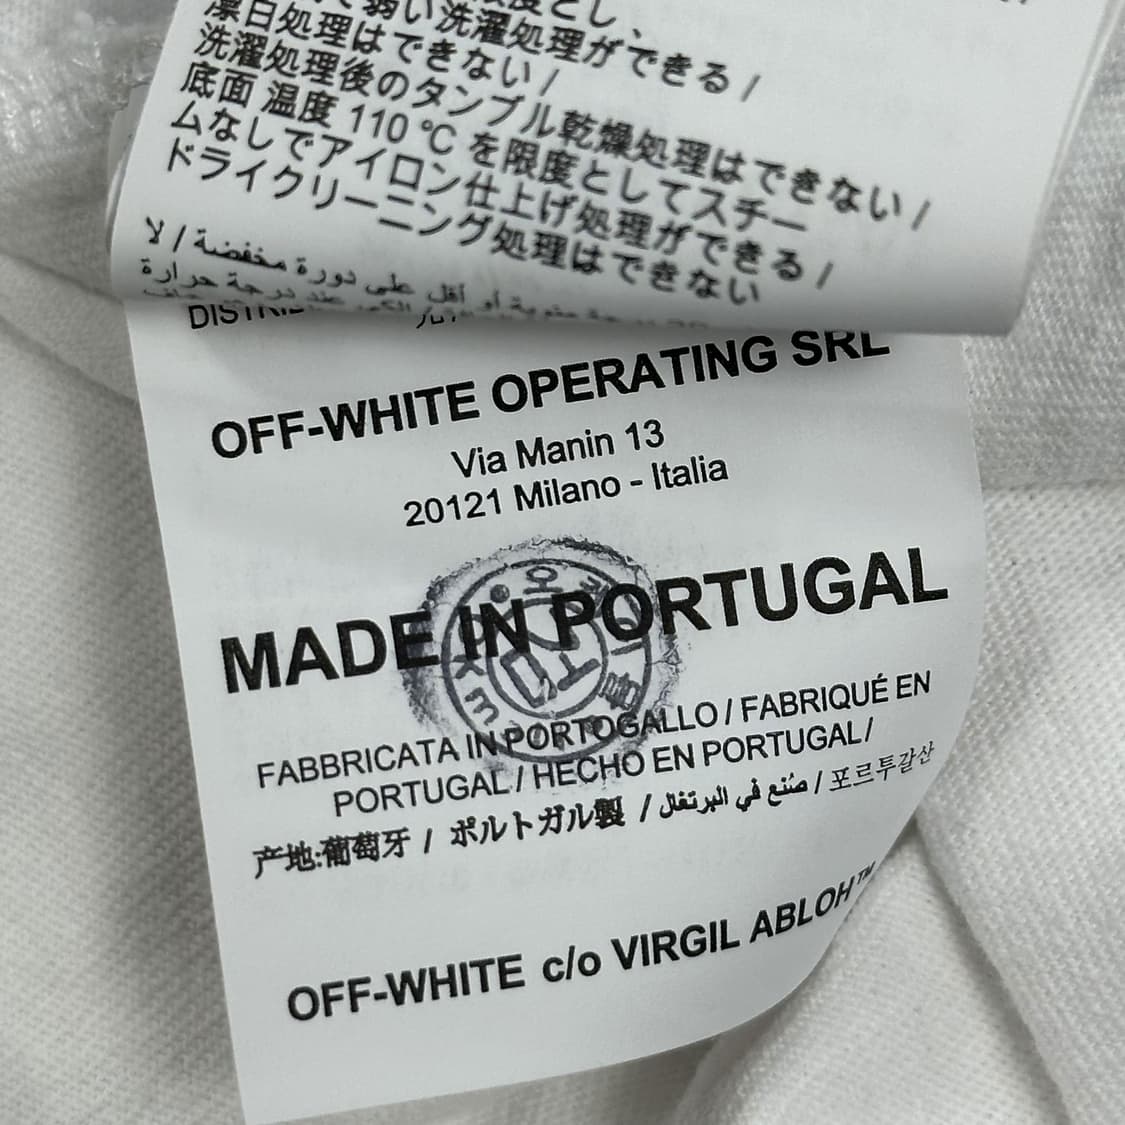 弱い洗濯処理ができる /
漂白処理はできない /
洗濯処理後のタンブル乾燥処理はできない /
底面 温度 110 ℃ を限度としてスチー
ムなしでアイロン仕上げ処理ができる /
ドライクリーニング処理はできない
دورة مخفضة / لا
OFF-WHITE OPERATING SRL
Via Manin 13
20121 Milano - Italia
MADE IN PORTUGAL
FABBRICATA IN PORTOGALLO / FABRIQUÉ EN
PORTUGAL / HECHO EN PORTUGAL /
产地:葡萄牙 / ポルトガル製 / صُنع في البرتغال / 포르투갈산
OFF-WHITE c/o VIRGIL ABLOH™